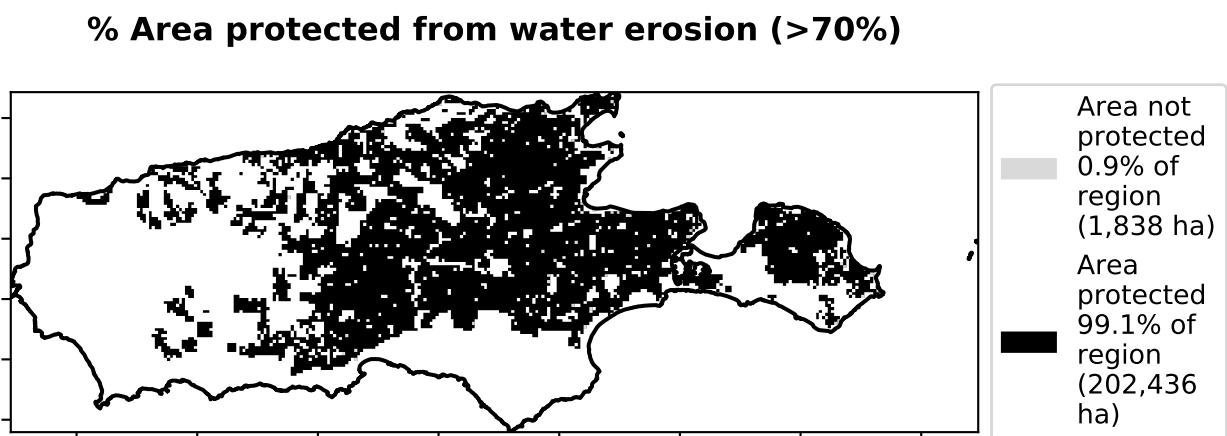 % Area protected from water erosion (>70%)
Area not
protected
0.9% of
region
(1,838 ha)
Area
protected
99.1% of
region
(202,436
ha)